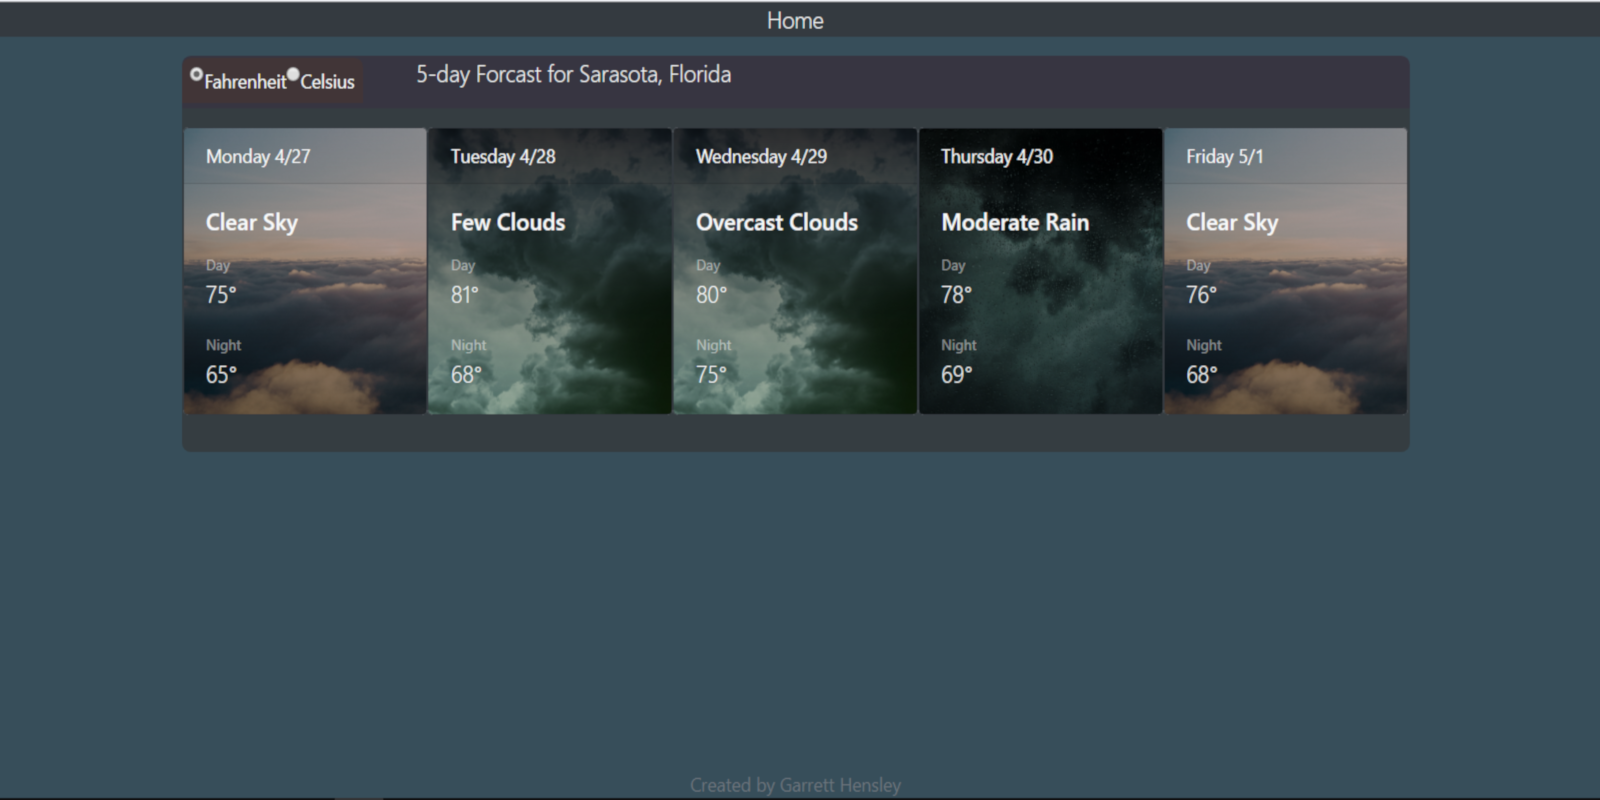 Home
Fahrenheit Celsius
5-day Forcast for Sarasota, Florida
Monday 4/27
Clear Sky
Day
75°
Night
65°
Tuesday 4/28
Few Clouds
Day
81°
Night
68°
Wednesday 4/29
Overcast Clouds
Day
80°
Night
75°
Thursday 4/30
Moderate Rain
Day
78°
Night
69°
Friday 5/1
Clear Sky
Day
76°
Night
68°
Created by Garrett Hensley